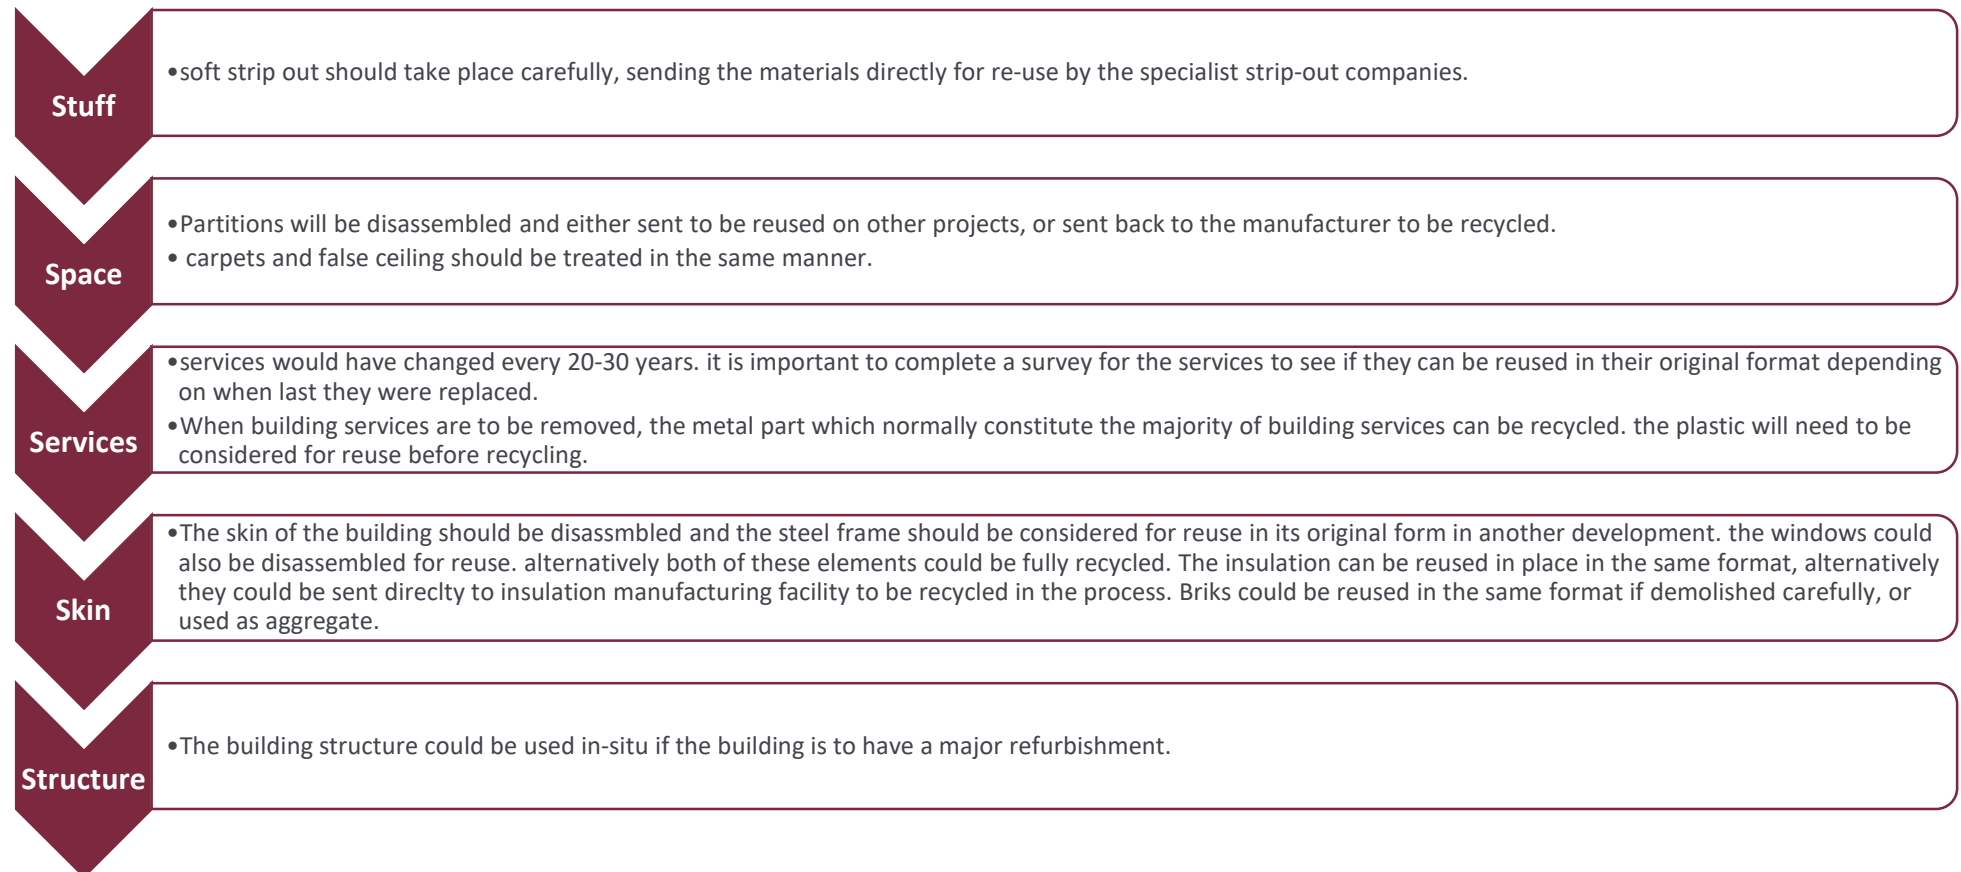 Stuff
•soft strip out should take place carefully, sending the materials directly for re-use by the specialist strip-out companies.
Space
•Partitions will be disassembled and either sent to be reused on other projects, or sent back to the manufacturer to be recycled.
• carpets and false ceiling should be treated in the same manner.
Services
•services would have changed every 20-30 years. it is important to complete a survey for the services to see if they can be reused in their original format depending
on when last they were replaced.
•When building services are to be removed, the metal part which normally constitute the majority of building services can be recycled. the plastic will need to be
considered for reuse before recycling.
Skin
•The skin of the building should be disassmbled and the steel frame should be considered for reuse in its original form in another development. the windows could
also be disassembled for reuse. alternatively both of these elements could be fully recycled. The insulation can be reused in place in the same format, alternatively
they could be sent direclty to insulation manufacturing facility to be recycled in the process. Briks could be reused in the same format if demolished carefully, or
used as aggregate.
Structure
•The building structure could be used in-situ if the building is to have a major refurbishment.